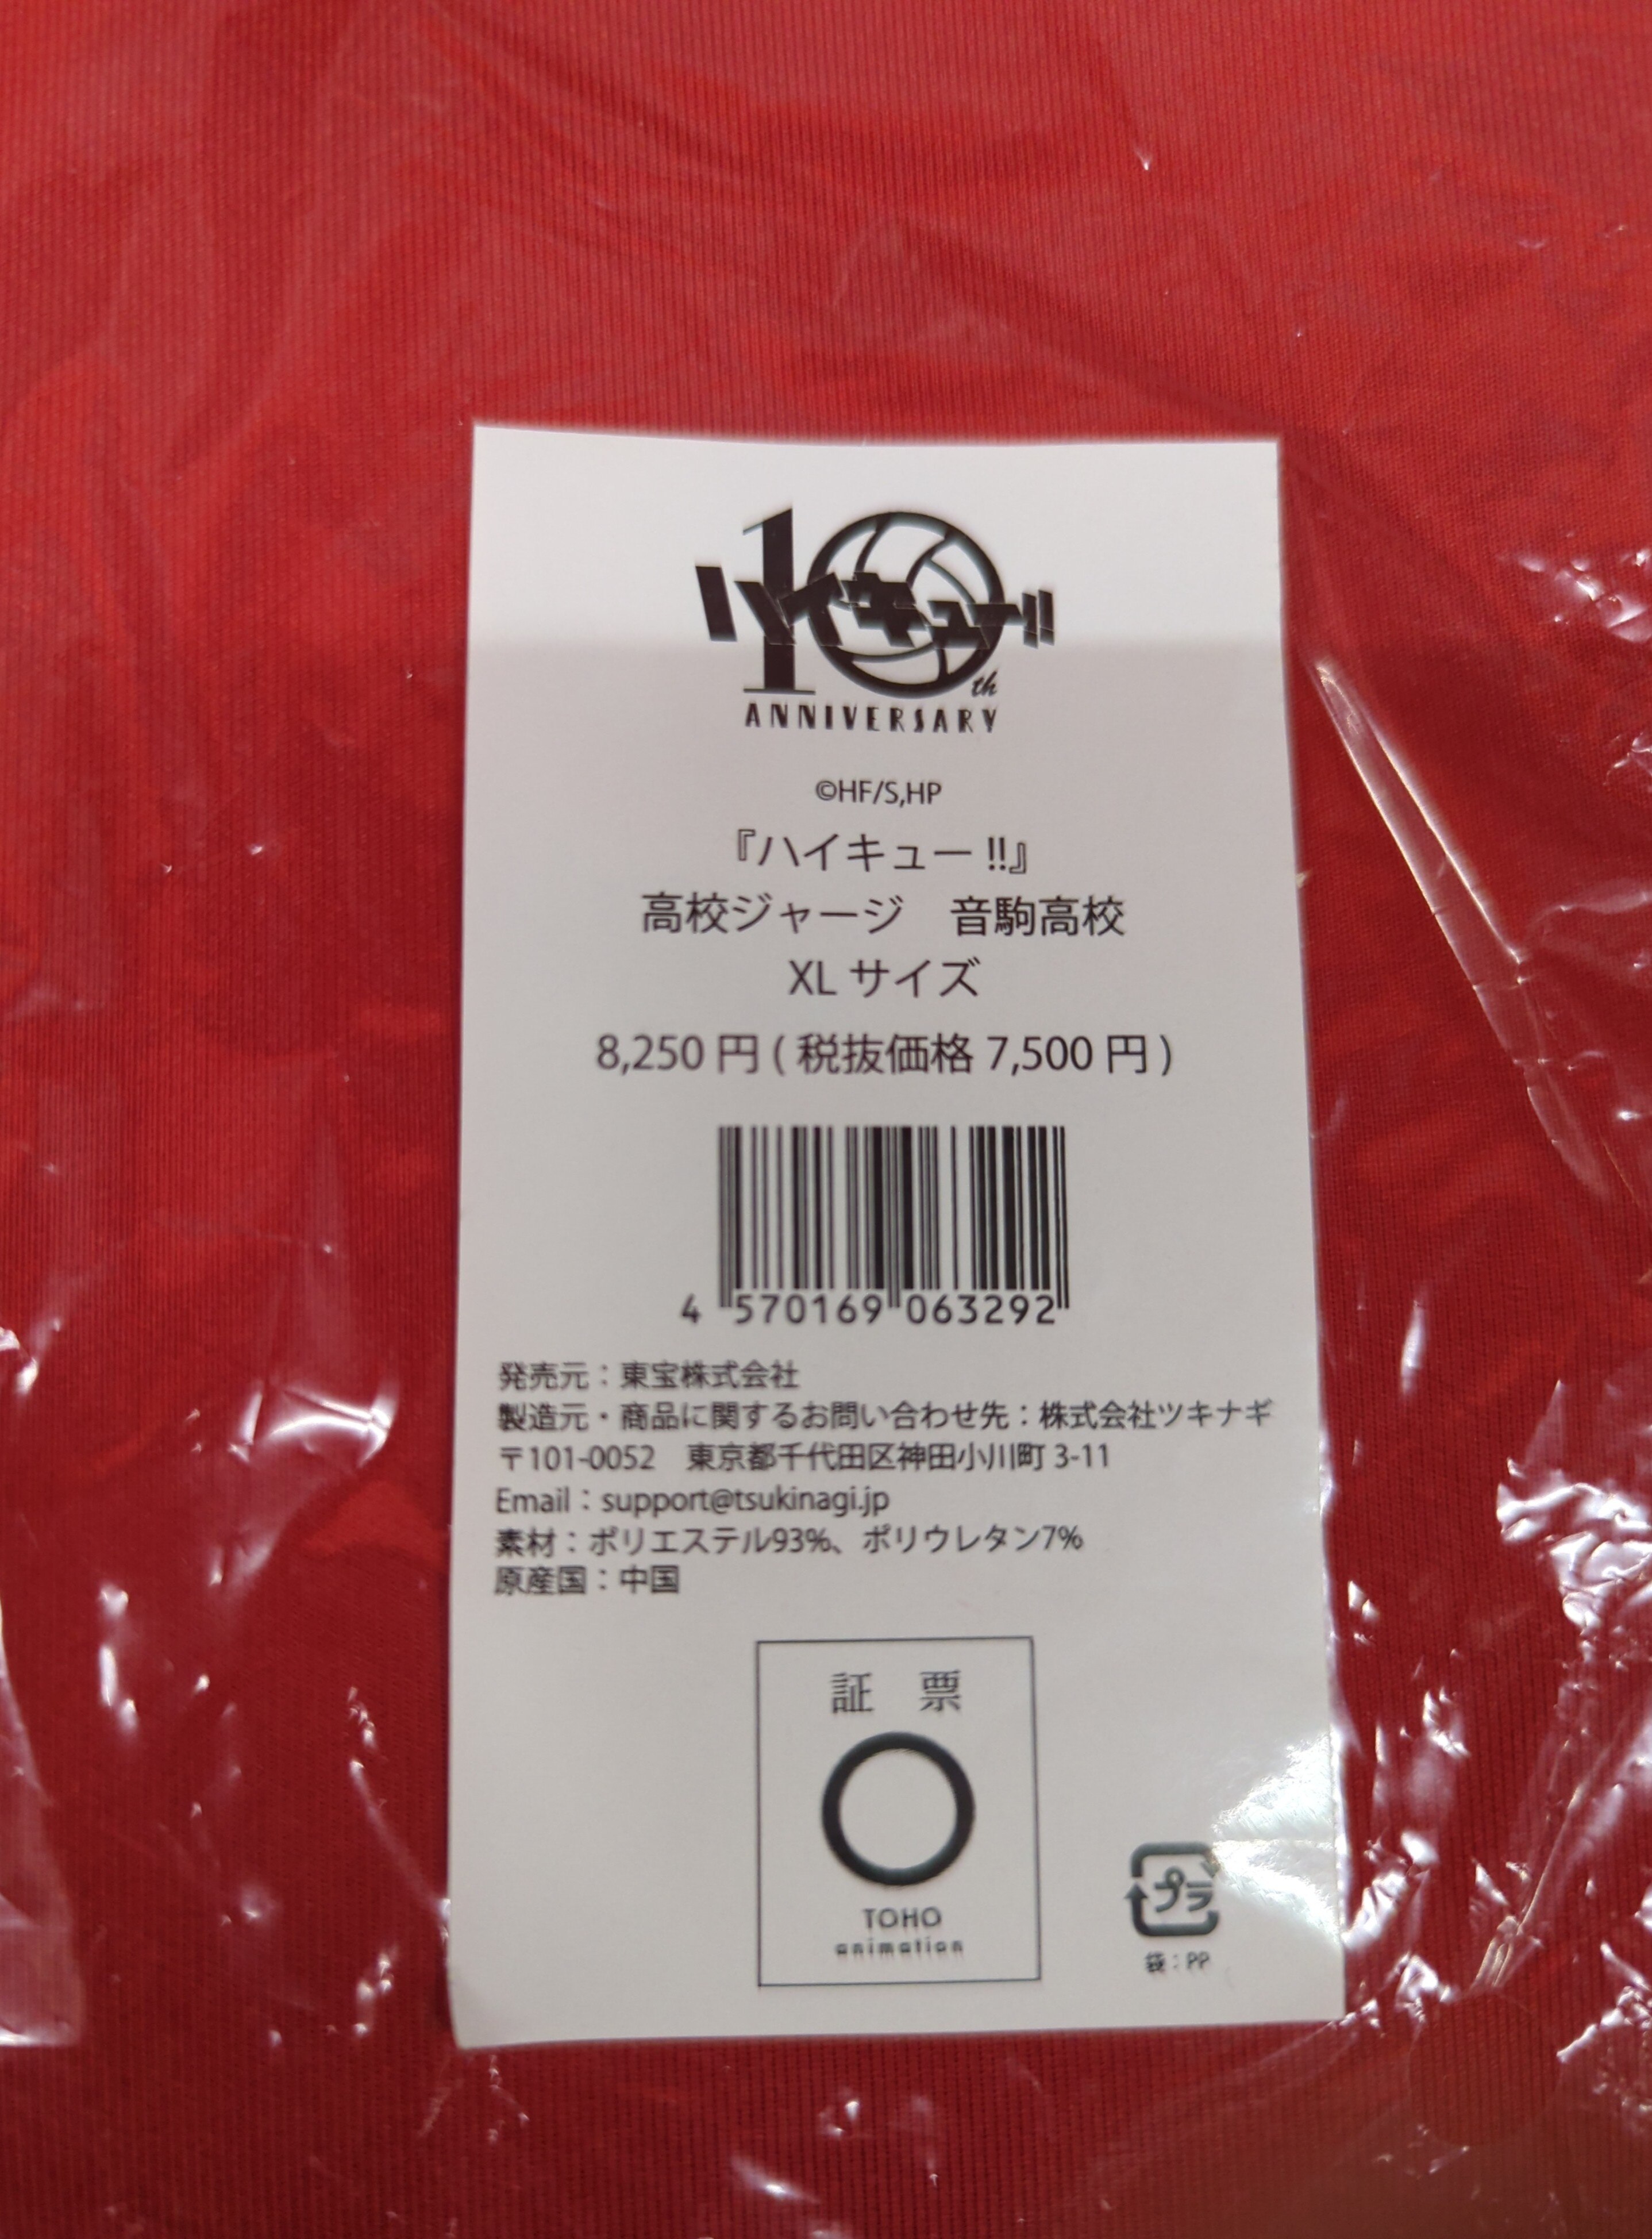 10th
ハイキュー!!
ANNIVERSARY
©HF/S,HP
『ハイキュー!!』
高校ジャージ　音駒高校
XL サイズ
8,250 円 ( 税抜価格 7,500 円 )
4 570169 063292
発売元：東宝株式会社
製造元・商品に関するお問い合わせ先：株式会社ツキナギ
〒101-0052　東京都千代田区神田小川町 3-11
Email：support@tsukinagi.jp
素材：ポリエステル93%、ポリウレタン7%
原産国：中国
証　票
TOHO
animation
プラ
袋：PP